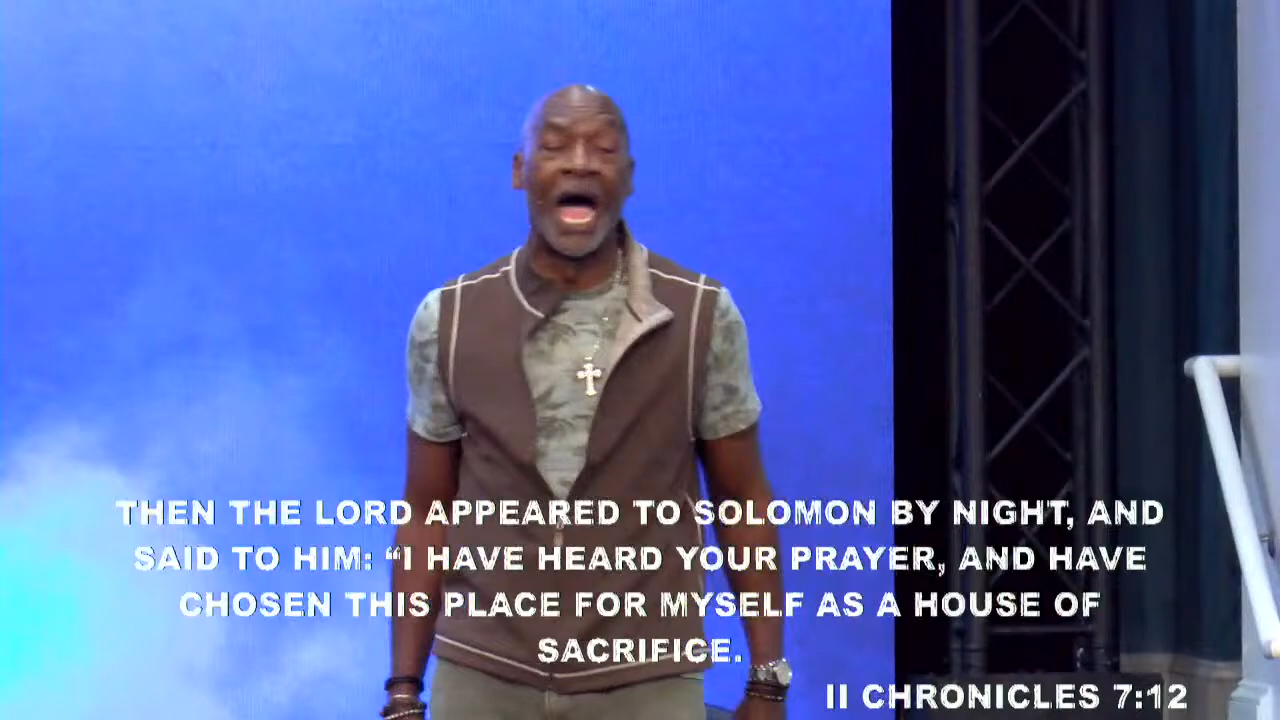 THEN THE LORD APPEARED TO SOLOMON BY NIGHT, AND
SAID TO HIM: “I HAVE HEARD YOUR PRAYER, AND HAVE
CHOSEN THIS PLACE FOR MYSELF AS A HOUSE OF
SACRIFICE.
II CHRONICLES 7:12